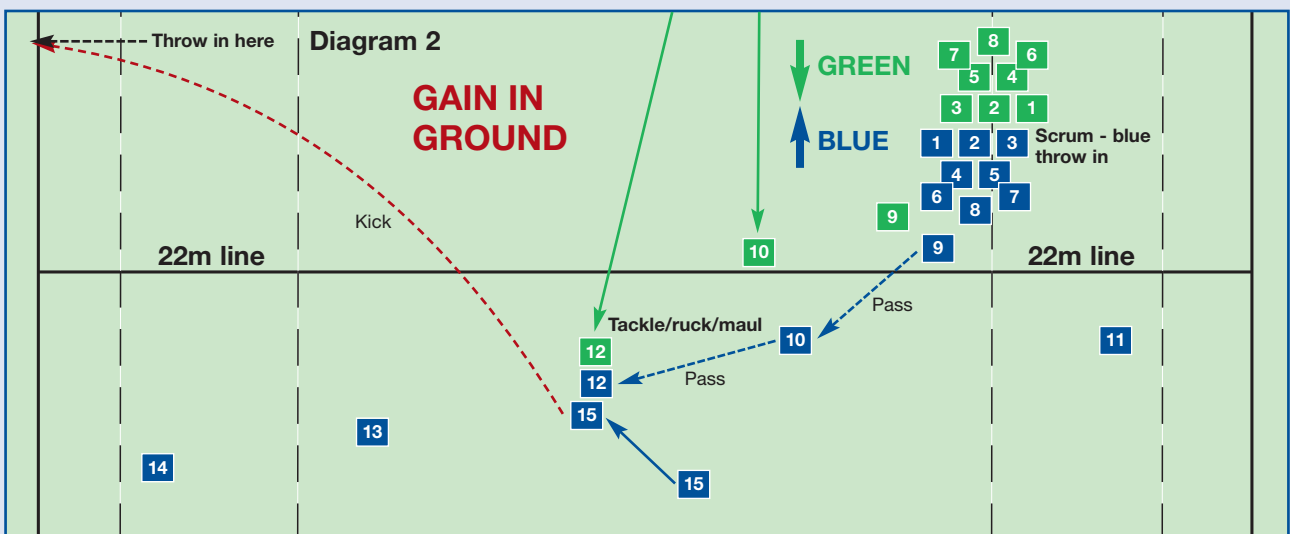 Throw in here
Diagram 2
GAIN IN
GROUND
GREEN
BLUE
8
7
6
5
4
3
2
1
1
2
3
Scrum - blue
throw in
4
5
6
7
8
9
9
Kick
10
22m line
22m line
Pass
Tackle/ruck/maul
10
11
12
12
Pass
15
13
14
15